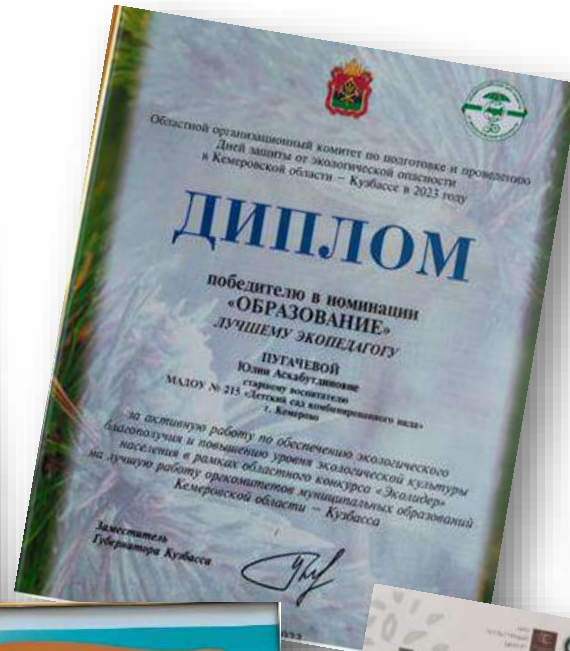 Областной организационный комитет по подготовке и проведению
Дней защиты от экологической опасности
в Кемеровской области – Кузбассе в 2023 году
ДИПЛОМ
победителю в номинации
«ОБРАЗОВАНИЕ»
ЛУЧШЕМУ ЭКОПЕДАГОГУ
ПУГАЧЕВОЙ
Юлии Аскабутдиновне
старшему воспитателю
МАДОУ № 215 «Детский сад комбинированного вида»
г. Кемерово
за активную работу по обеспечению экологического
благополучия и повышению уровня экологической культуры
населения в рамках областного конкурса «Эколидер»
на лучшую работу оргкомитетов муниципальных образований
Кемеровской области – Кузбасса
Заместитель
Губернатора Кузбасса